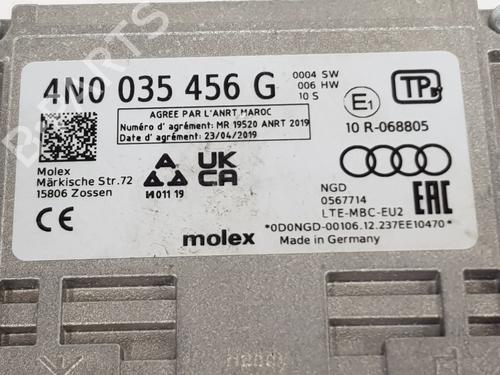 4N0 035 456 G
0004 SW
006 HW
10 S
TP
E1
10 R-068805
AGREE PAR L'ANRT MAROC
Numéro d'agrément: MR 19520 ANRT 2019
Date d'agrément: 23/04/2019
Molex
Märkische Str.72
15806 Zossen
CE
UK
CA
011 19
molex
NGD
0567714
LTE-MBC-EU2
EAC
*0D0NGD-00106.12.237EE10470*
Made in Germany
Handy